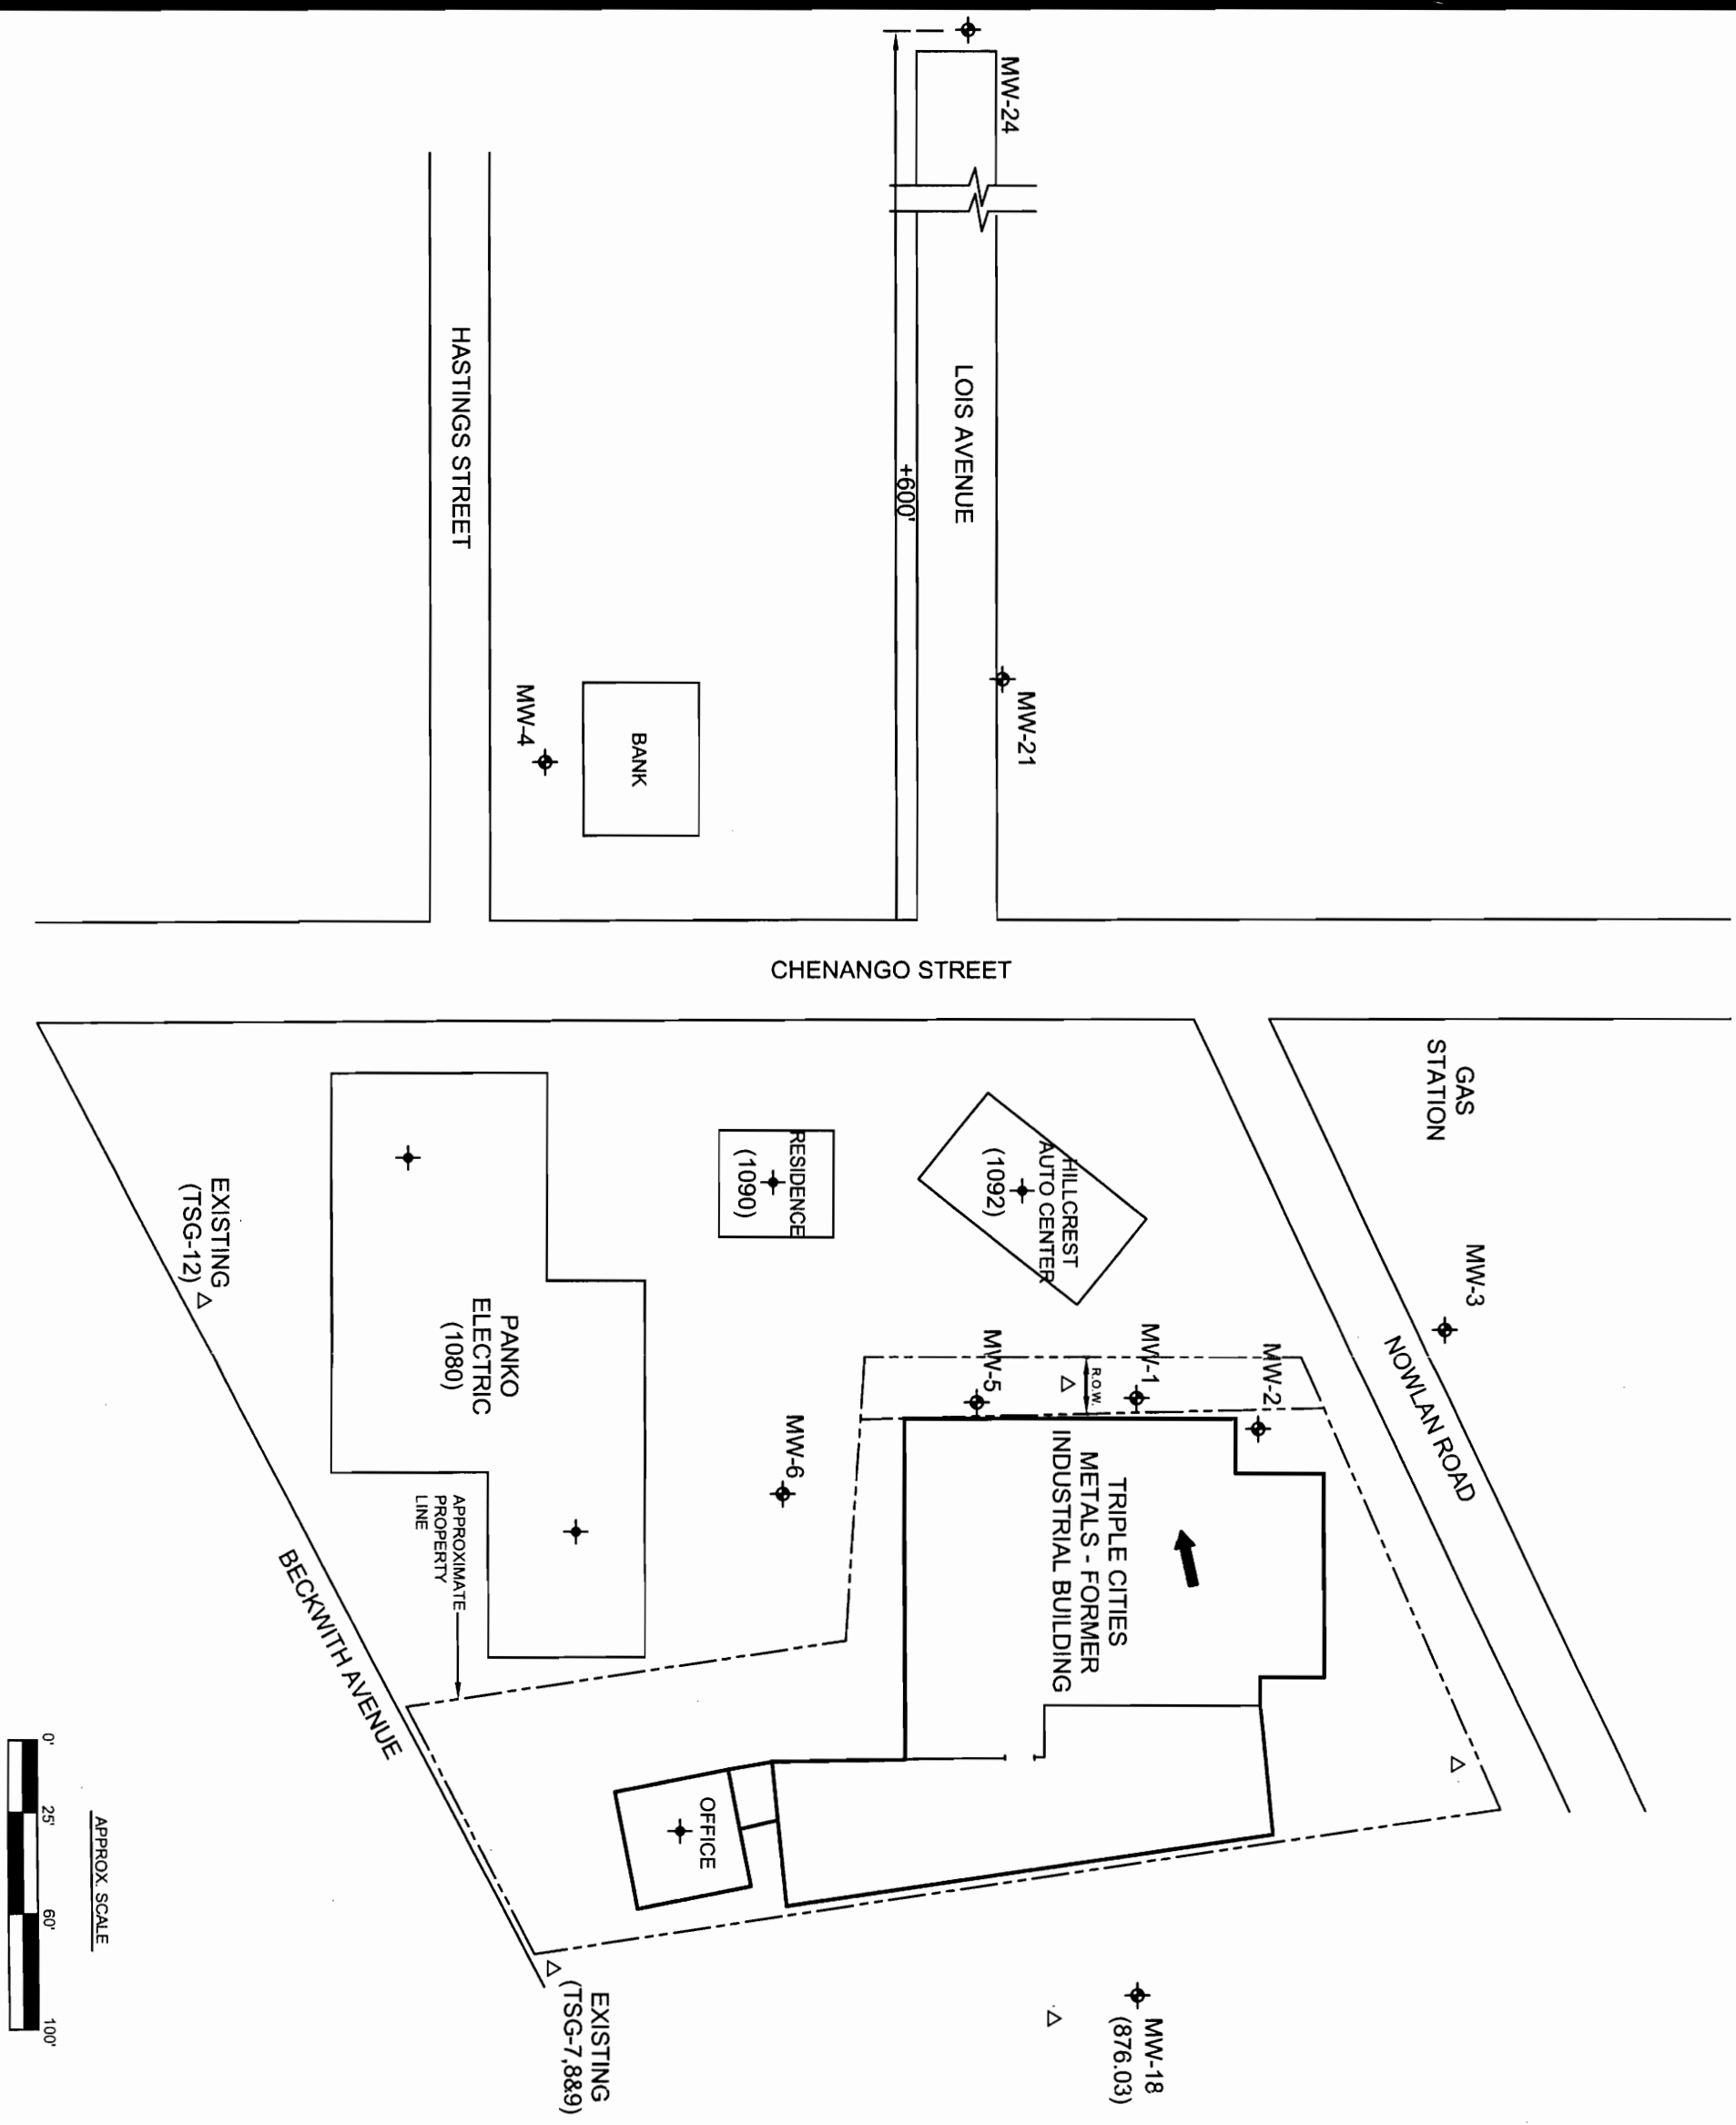 MW-24
LOIS AVENUE
+600'
HASTINGS STREET
MW-21
BANK
MW-4
CHENANGO STREET
GAS
STATION
MW-3
NOWLAN ROAD
HILLCREST
AUTO CENTER
(1092)
RESIDENCE
(1090)
EXISTING
(TSG-12)
PANKO
ELECTRIC
(1080)
MW-2
MW-1
R.O.W.
MW-5
MW-6
TRIPLE CITIES
METALS - FORMER
INDUSTRIAL BUILDING
APPROXIMATE
PROPERTY
LINE
BECKWITH AVENUE
OFFICE
MW-18
(876.03)
EXISTING
(TSG-7,8&9)
0'
25'
60'
100'
APPROX. SCALE